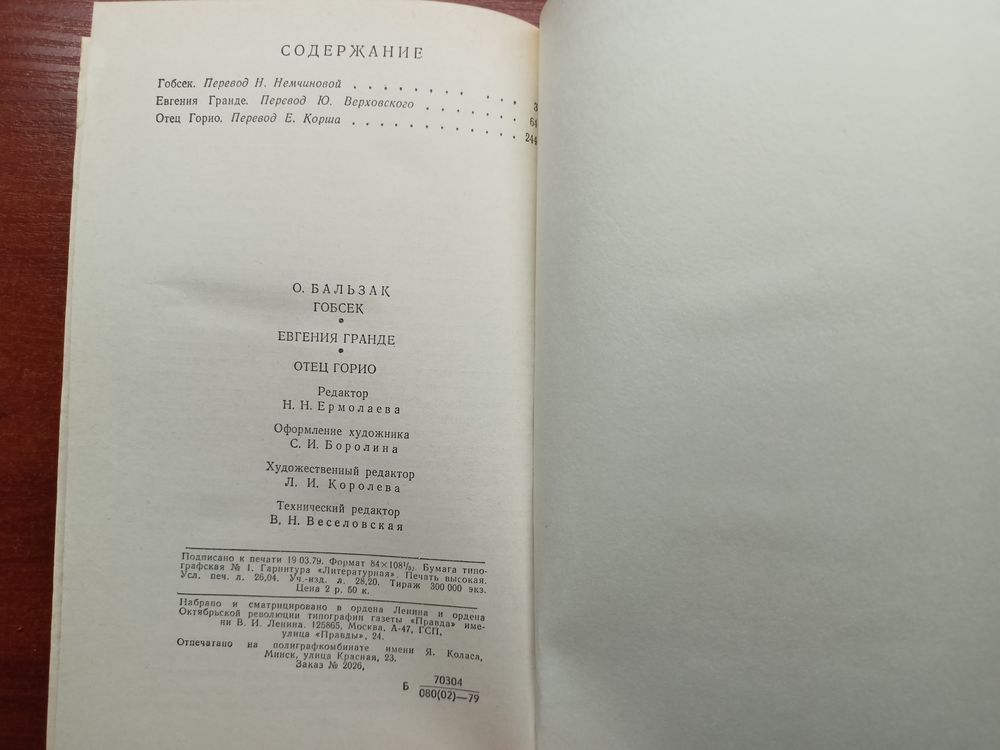 СОДЕРЖАНИЕ
Гобсек. Перевод Н. Немчиновой . . . . . . . . . . 3
Евгения Гранде. Перевод Ю. Верховского . . . . . . 64
Отец Горио. Перевод Е. Корша . . . . . . . . . . . 244
О. БАЛЬЗАК
ГОБСЕК
•
ЕВГЕНИЯ ГРАНДЕ
•
ОТЕЦ ГОРИО
Редактор
Н. Н. Ермолаева
Оформление художника
С. И. Боролина
Художественный редактор
Л. И. Королева
Технический редактор
В. Н. Веселовская
Подписано к печати 19 03.79. Формат 84×108¹/₃₂. Бумага типо-
графская № 1. Гарнитура «Литературная». Печать высокая.
Усл. печ. л. 26,04. Уч.-изд. л. 28,20. Тираж 300 000 экз.
Цена 2 р. 50 к.
Набрано и сматрицировано в ордена Ленина и ордена
Октябрьской революции типографии газеты «Правда» име-
ни В. И. Ленина. 125865, Москва, А-47, ГСП,
улица «Правды», 24.
Отпечатано на полиграфкомбинате имени Я. Коласа,
Минск, улица Красная, 23.
Заказ № 2026.
Б 70304
080(02)—79